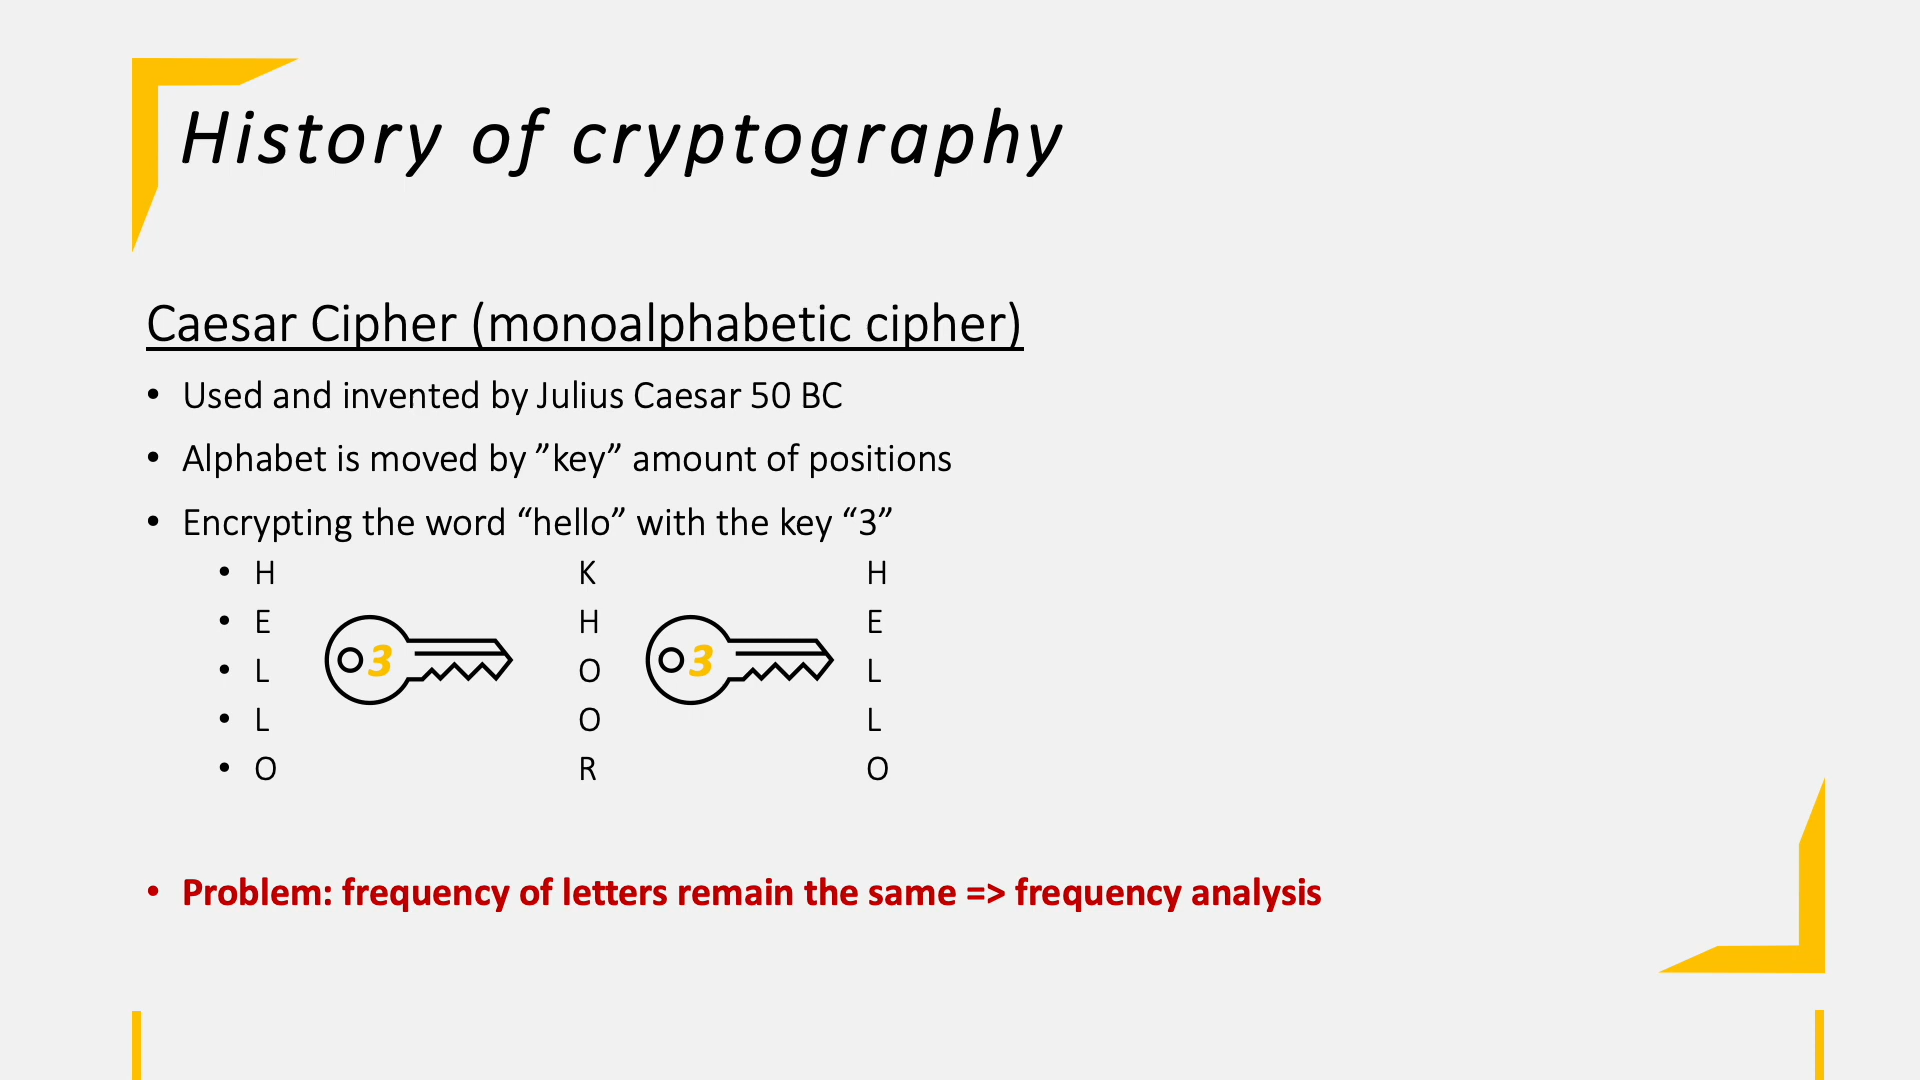 History of cryptography
Caesar Cipher (monoalphabetic cipher)
• Used and invented by Julius Caesar 50 BC
• Alphabet is moved by ”key” amount of positions
• Encrypting the word “hello” with the key “3”
• H K H
• E H E
3 3
• L O L
• L O L
• O R O
• Problem: frequency of letters remain the same => frequency analysis